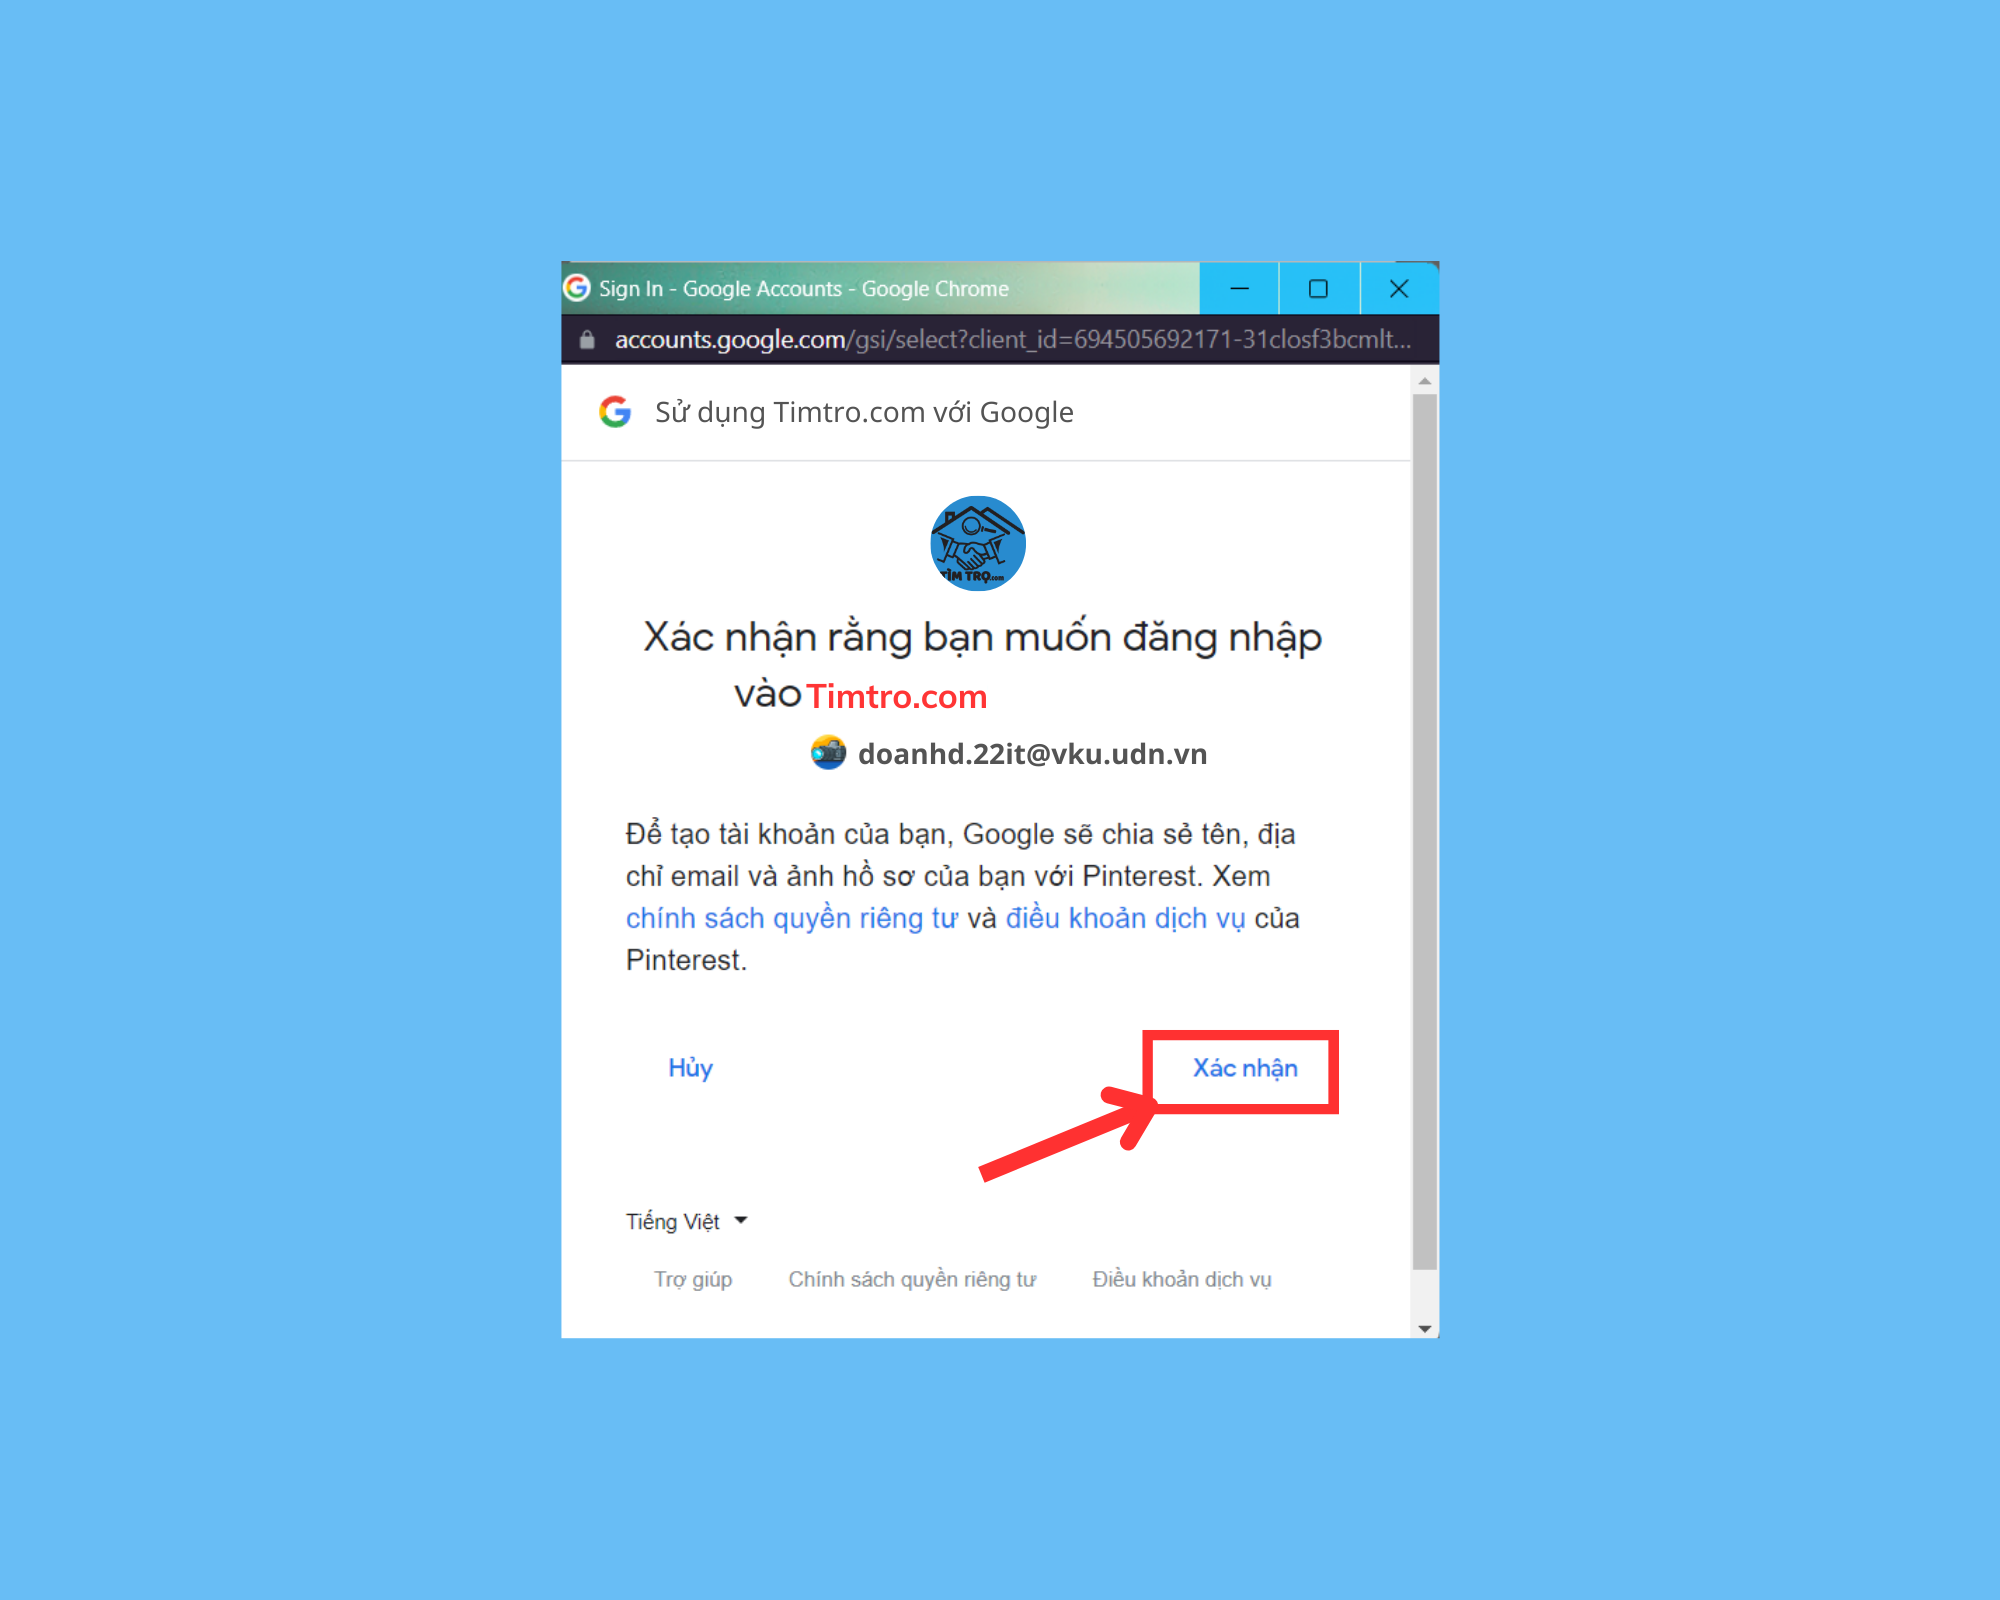 Sign In - Google Accounts - Google Chrome
accounts.google.com/gsi/select?client_id=694505692171-31closf3bcmlt...
Sử dụng Timtro.com với Google
TÌM TRỌ.com
Xác nhận rằng bạn muốn đăng nhập
vào Timtro.com
doanhd.22it@vku.udn.vn
Để tạo tài khoản của bạn, Google sẽ chia sẻ tên, địa
chỉ email và ảnh hồ sơ của bạn với Pinterest. Xem
chính sách quyền riêng tư và điều khoản dịch vụ của
Pinterest.
Hủy
Xác nhận
Tiếng Việt
Trợ giúp
Chính sách quyền riêng tư
Điều khoản dịch vụ